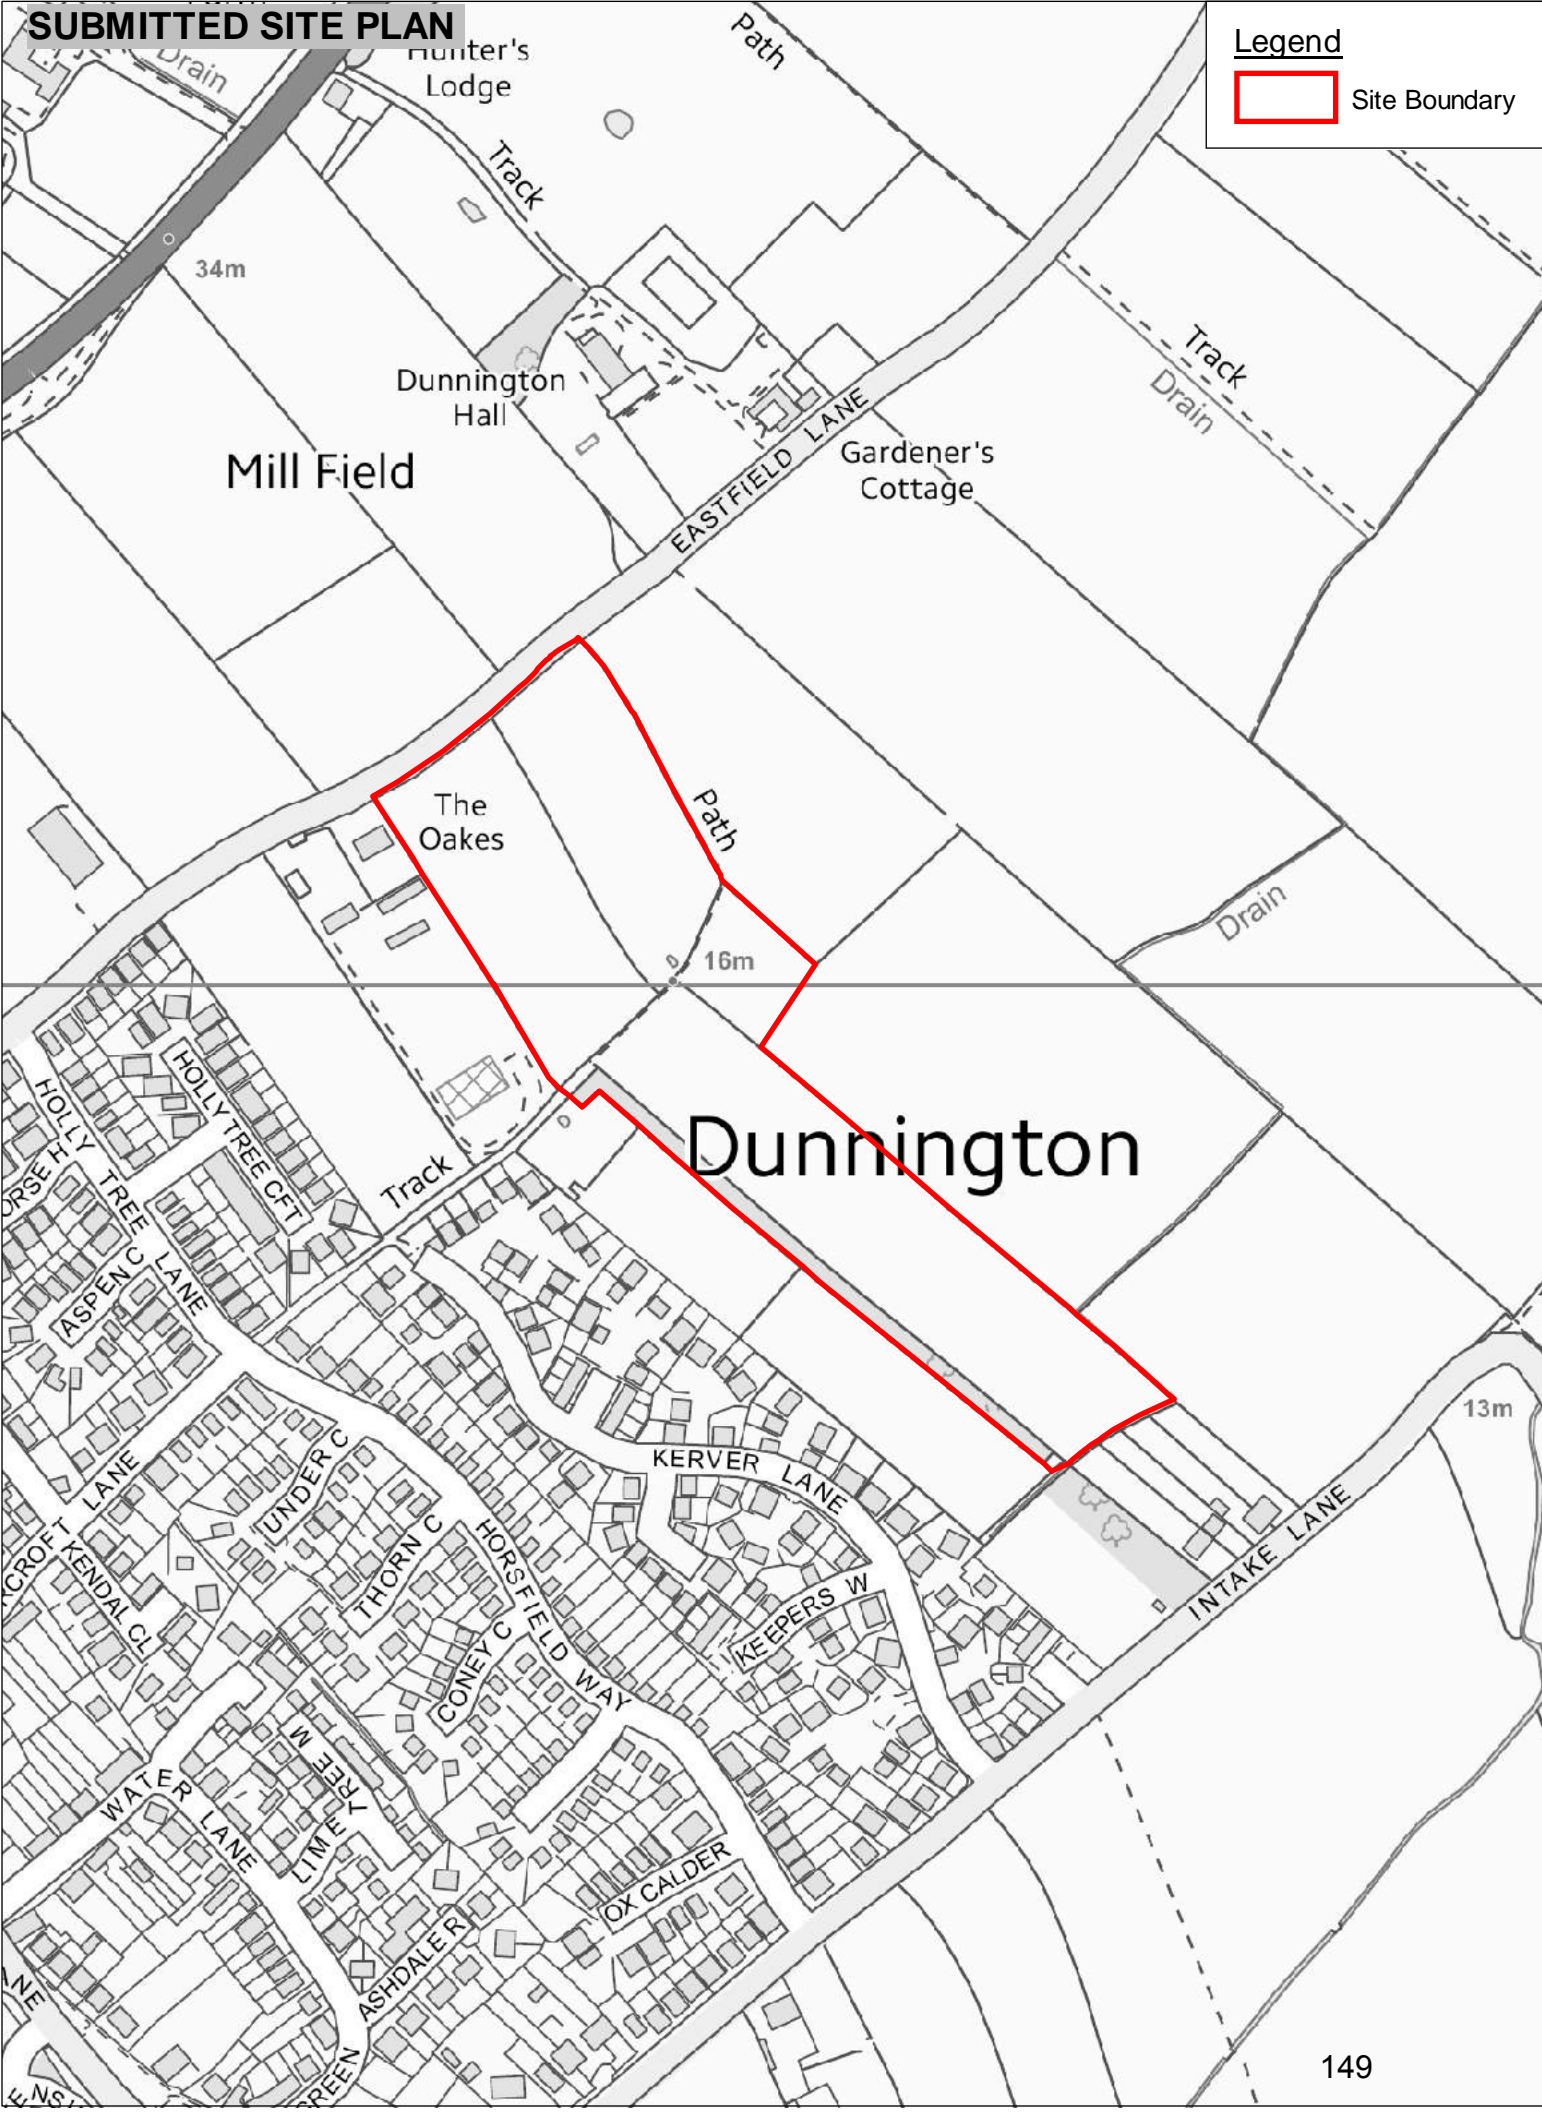 SUBMITTED SITE PLAN
Legend
Site Boundary
Drain
Hunter's
Lodge
Path
Track
34m
Dunnington
Hall
Mill Field
EASTFIELD LANE
Gardener's
Cottage
Track
Drain
The
Oakes
Path
Drain
16m
Dunnington
HOLLY TREE LANE
HOLLY TREE CFT
ASPEN C
Track
13m
KERVER LANE
LANE
UNDER C
THORN C
KENDAL CL
HORSFIELD WAY
CONEY C
KEEPERS W
INTAKE LANE
LIME TREE M
WATER LANE
OX CALDER
ASHDALE R
149